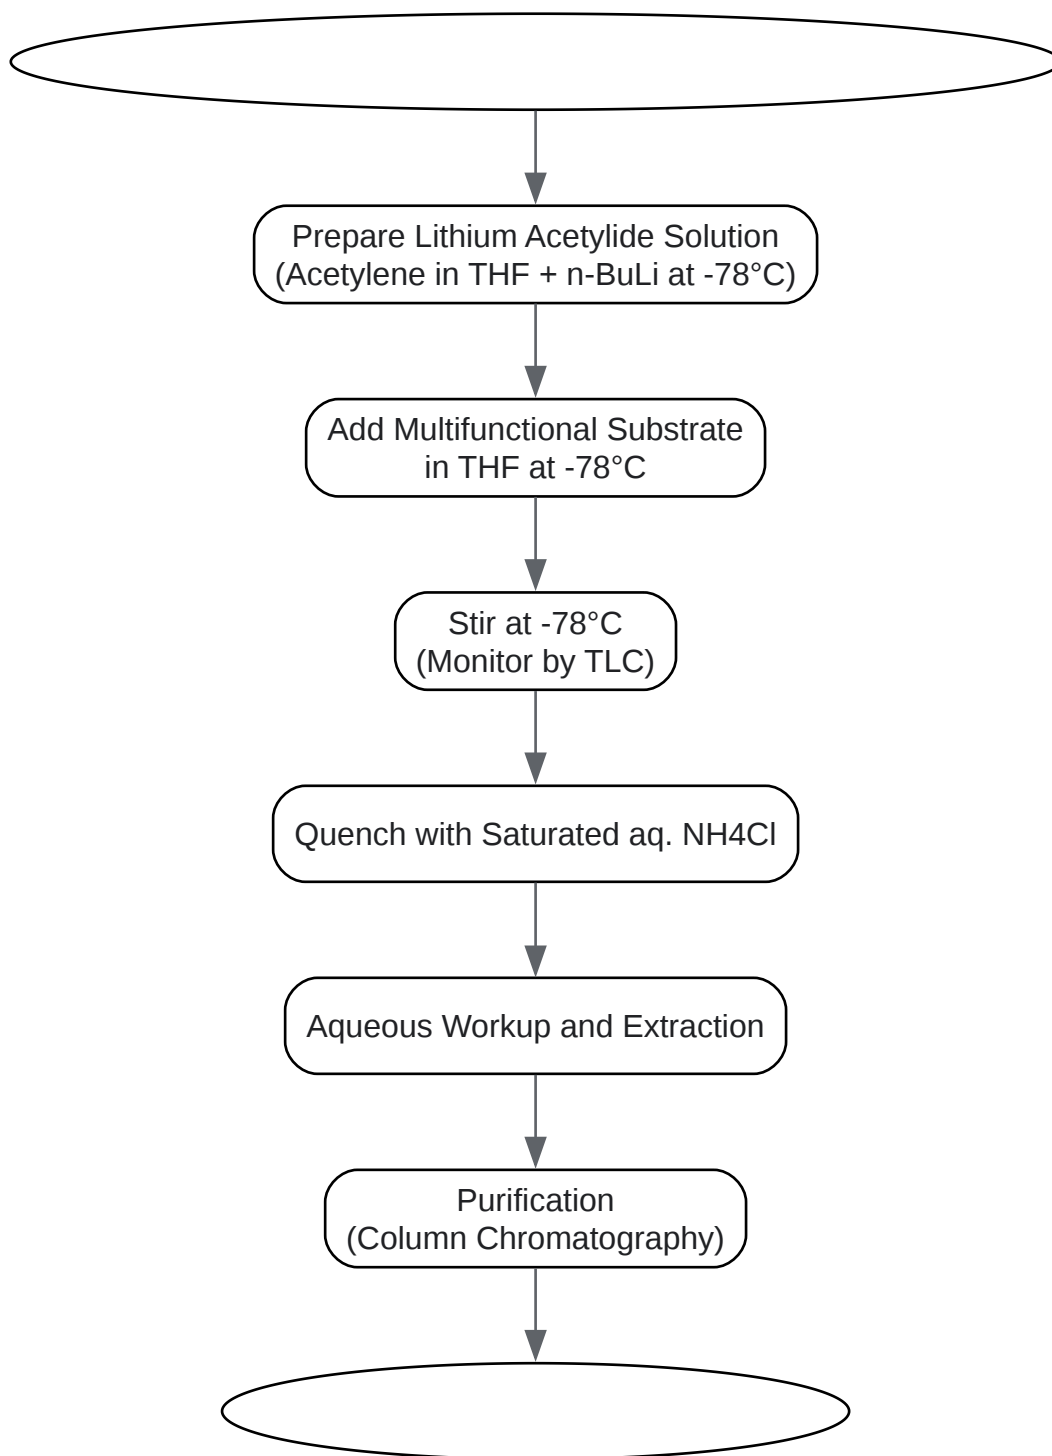 Prepare Lithium Acetylide Solution
(Acetylene in THF + n-BuLi at -78°C)
Add Multifunctional Substrate
in THF at -78°C
Stir at -78°C
(Monitor by TLC)
Quench with Saturated aq. NH4Cl
Aqueous Workup and Extraction
Purification
(Column Chromatography)